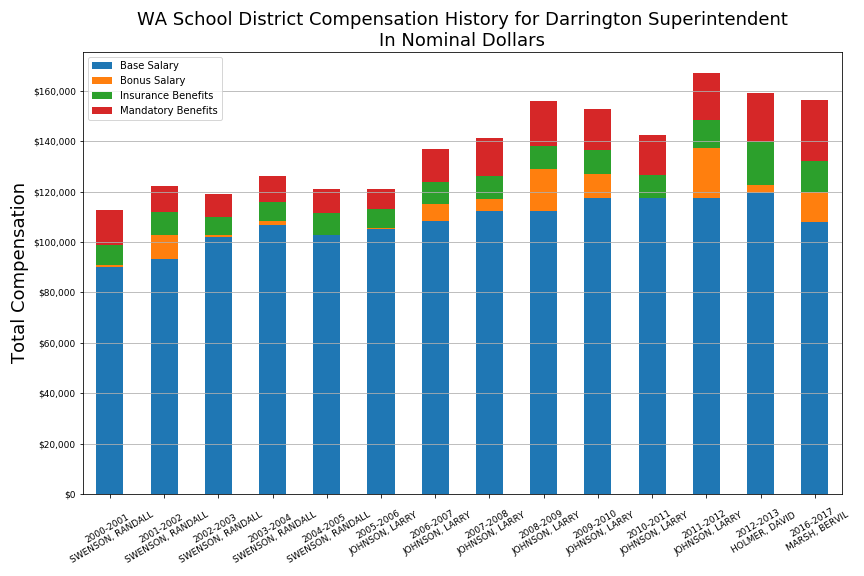 WA School District Compensation History for Darrington Superintendent
In Nominal Dollars
Base Salary
Bonus Salary
Insurance Benefits
Mandatory Benefits
Total Compensation
$160,000
$140,000
$120,000
$100,000
$80,000
$60,000
$40,000
$20,000
$0
2000-2001
SWENSON, RANDALL
2001-2002
SWENSON, RANDALL
2002-2003
SWENSON, RANDALL
2003-2004
SWENSON, RANDALL
2004-2005
SWENSON, RANDALL
2005-2006
JOHNSON, LARRY
2006-2007
JOHNSON, LARRY
2007-2008
JOHNSON, LARRY
2008-2009
JOHNSON, LARRY
2009-2010
JOHNSON, LARRY
2010-2011
JOHNSON, LARRY
2011-2012
JOHNSON, LARRY
2012-2013
HOLMER, DAVID
2016-2017
MARSH, BERVIL